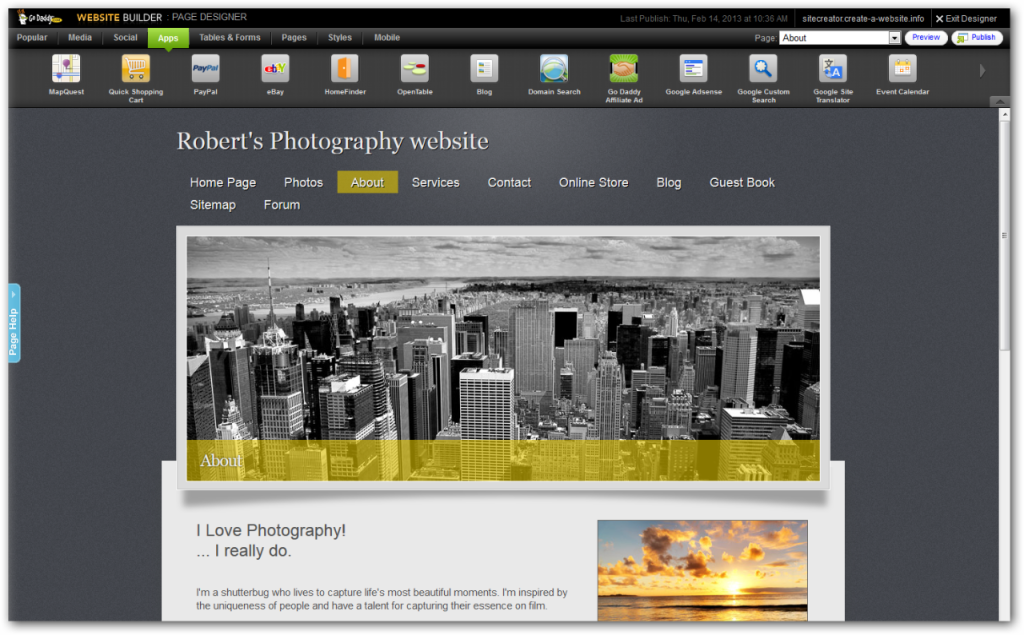 Go Daddy.com WEBSITE BUILDER : PAGE DESIGNER Last Publish: Thu, Feb 14, 2013 at 10:36 AM sitecreator.create-a-website.info Exit Designer
Popular Media Social Apps Tables & Forms Pages Styles Mobile Page: About Preview Publish
PayPal ebY
MapQuest Quick Shopping Cart PayPal eBay HomeFinder OpenTable Blog Domain Search Go Daddy Affiliate Ad Google Adsense Google Custom Search Google Site Translator Event Calendar
Robert's Photography website
Home Page Photos About Services Contact Online Store Blog Guest Book
Sitemap Forum
Page Help
About
I Love Photography!
... I really do.
I'm a shutterbug who lives to capture life's most beautiful moments. I'm inspired by
the uniqueness of people and have a talent for capturing their essence on film.